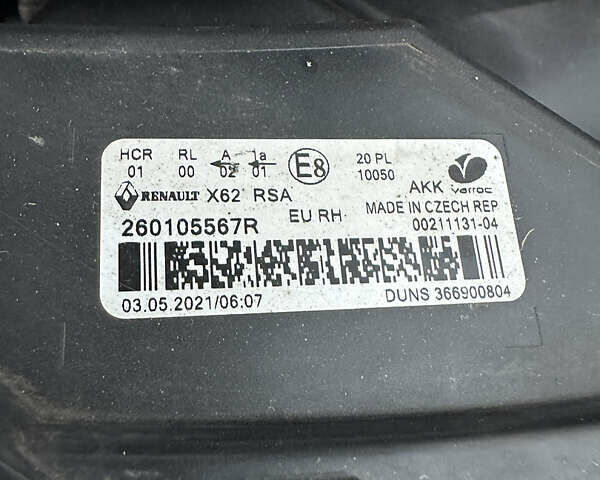 HCR RL A 1a E8 20 PL
01 00 02 01 10050 AKK varroc
RENAULT X62 RSA EU RH MADE IN CZECH REP
260105567R 00211131-04
03.05.2021/06:07 DUNS 366900804